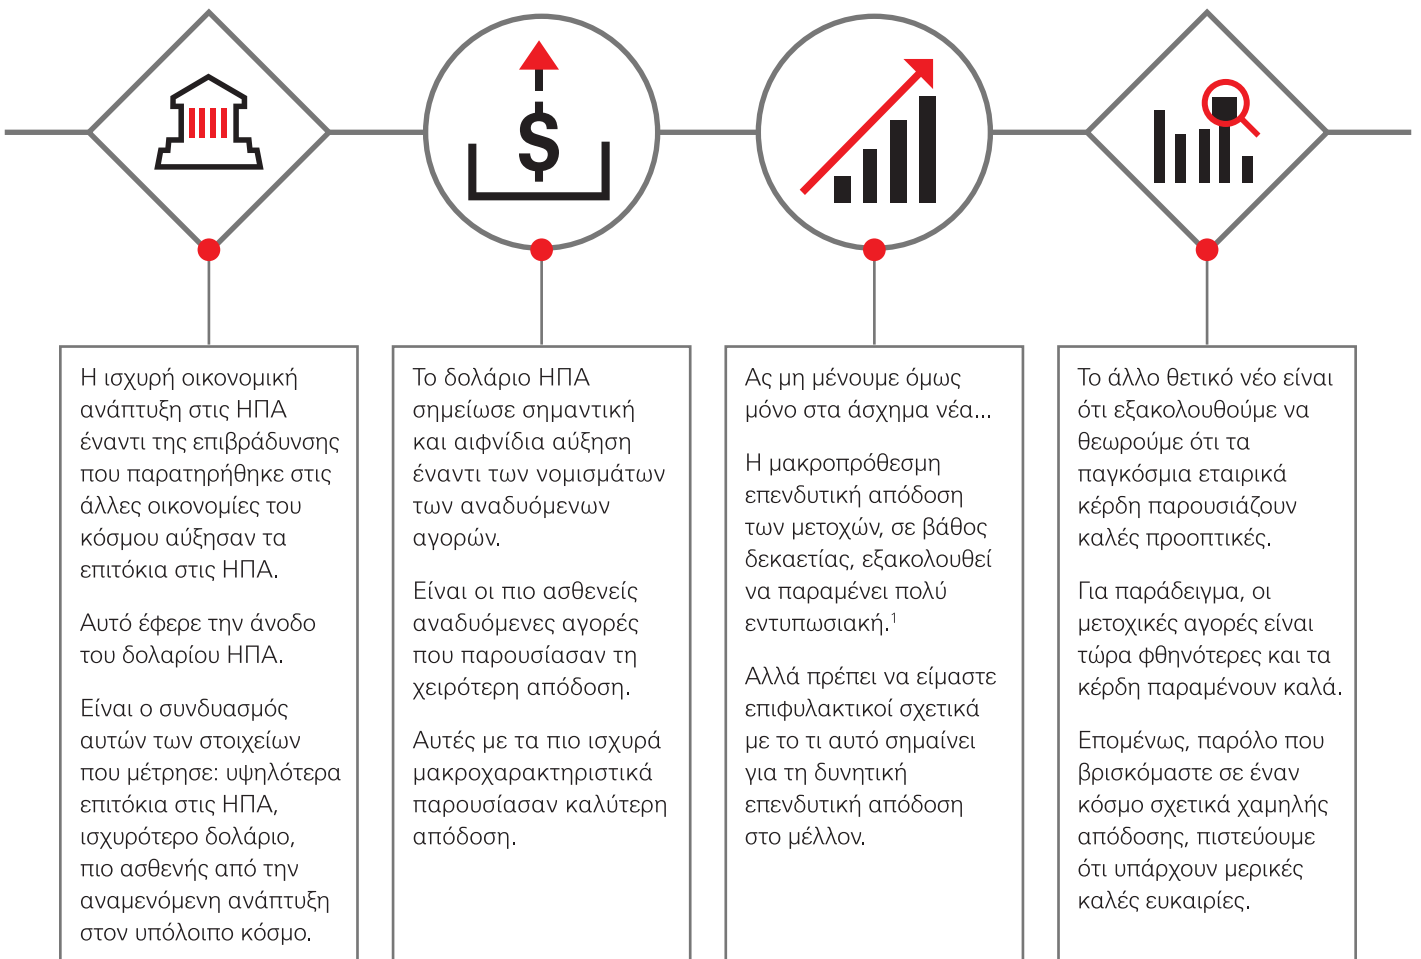 Η ισχυρή οικονομική
ανάπτυξη στις ΗΠΑ
έναντι της επιβράδυνσης
που παρατηρήθηκε στις
άλλες οικονομίες του
κόσμου αύξησαν τα
επιτόκια στις ΗΠΑ.
Αυτό έφερε την άνοδο
του δολαρίου ΗΠΑ.
Είναι ο συνδυασμός
αυτών των στοιχείων
που μέτρησε: υψηλότερα
επιτόκια στις ΗΠΑ,
ισχυρότερο δολάριο,
πιο ασθενής από την
αναμενόμενη ανάπτυξη
στον υπόλοιπο κόσμο.
$
Το δολάριο ΗΠΑ
σημείωσε σημαντική
και αιφνίδια αύξηση
έναντι των νομισμάτων
των αναδυόμενων
αγορών.
Είναι οι πιο ασθενείς
αναδυόμενες αγορές
που παρουσίασαν τη
χειρότερη απόδοση.
Αυτές με τα πιο ισχυρά
μακροχαρακτηριστικά
παρουσίασαν καλύτερη
απόδοση.
Ας μη μένουμε όμως
μόνο στα άσχημα νέα...
Η μακροπρόθεσμη
επενδυτική απόδοση
των μετοχών, σε βάθος
δεκαετίας, εξακολουθεί
να παραμένει πολύ
εντυπωσιακή.¹
Αλλά πρέπει να είμαστε
επιφυλακτικοί σχετικά
με το τι αυτό σημαίνει
για τη δυνητική
επενδυτική απόδοση
στο μέλλον.
Το άλλο θετικό νέο είναι
ότι εξακολουθούμε να
θεωρούμε ότι τα
παγκόσμια εταιρικά
κέρδη παρουσιάζουν
καλές προοπτικές.
Για παράδειγμα, οι
μετοχικές αγορές είναι
τώρα φθηνότερες και τα
κέρδη παραμένουν καλά.
Επομένως, παρόλο που
βρισκόμαστε σε έναν
κόσμο σχετικά χαμηλής
απόδοσης, πιστεύουμε
ότι υπάρχουν μερικές
καλές ευκαιρίες.